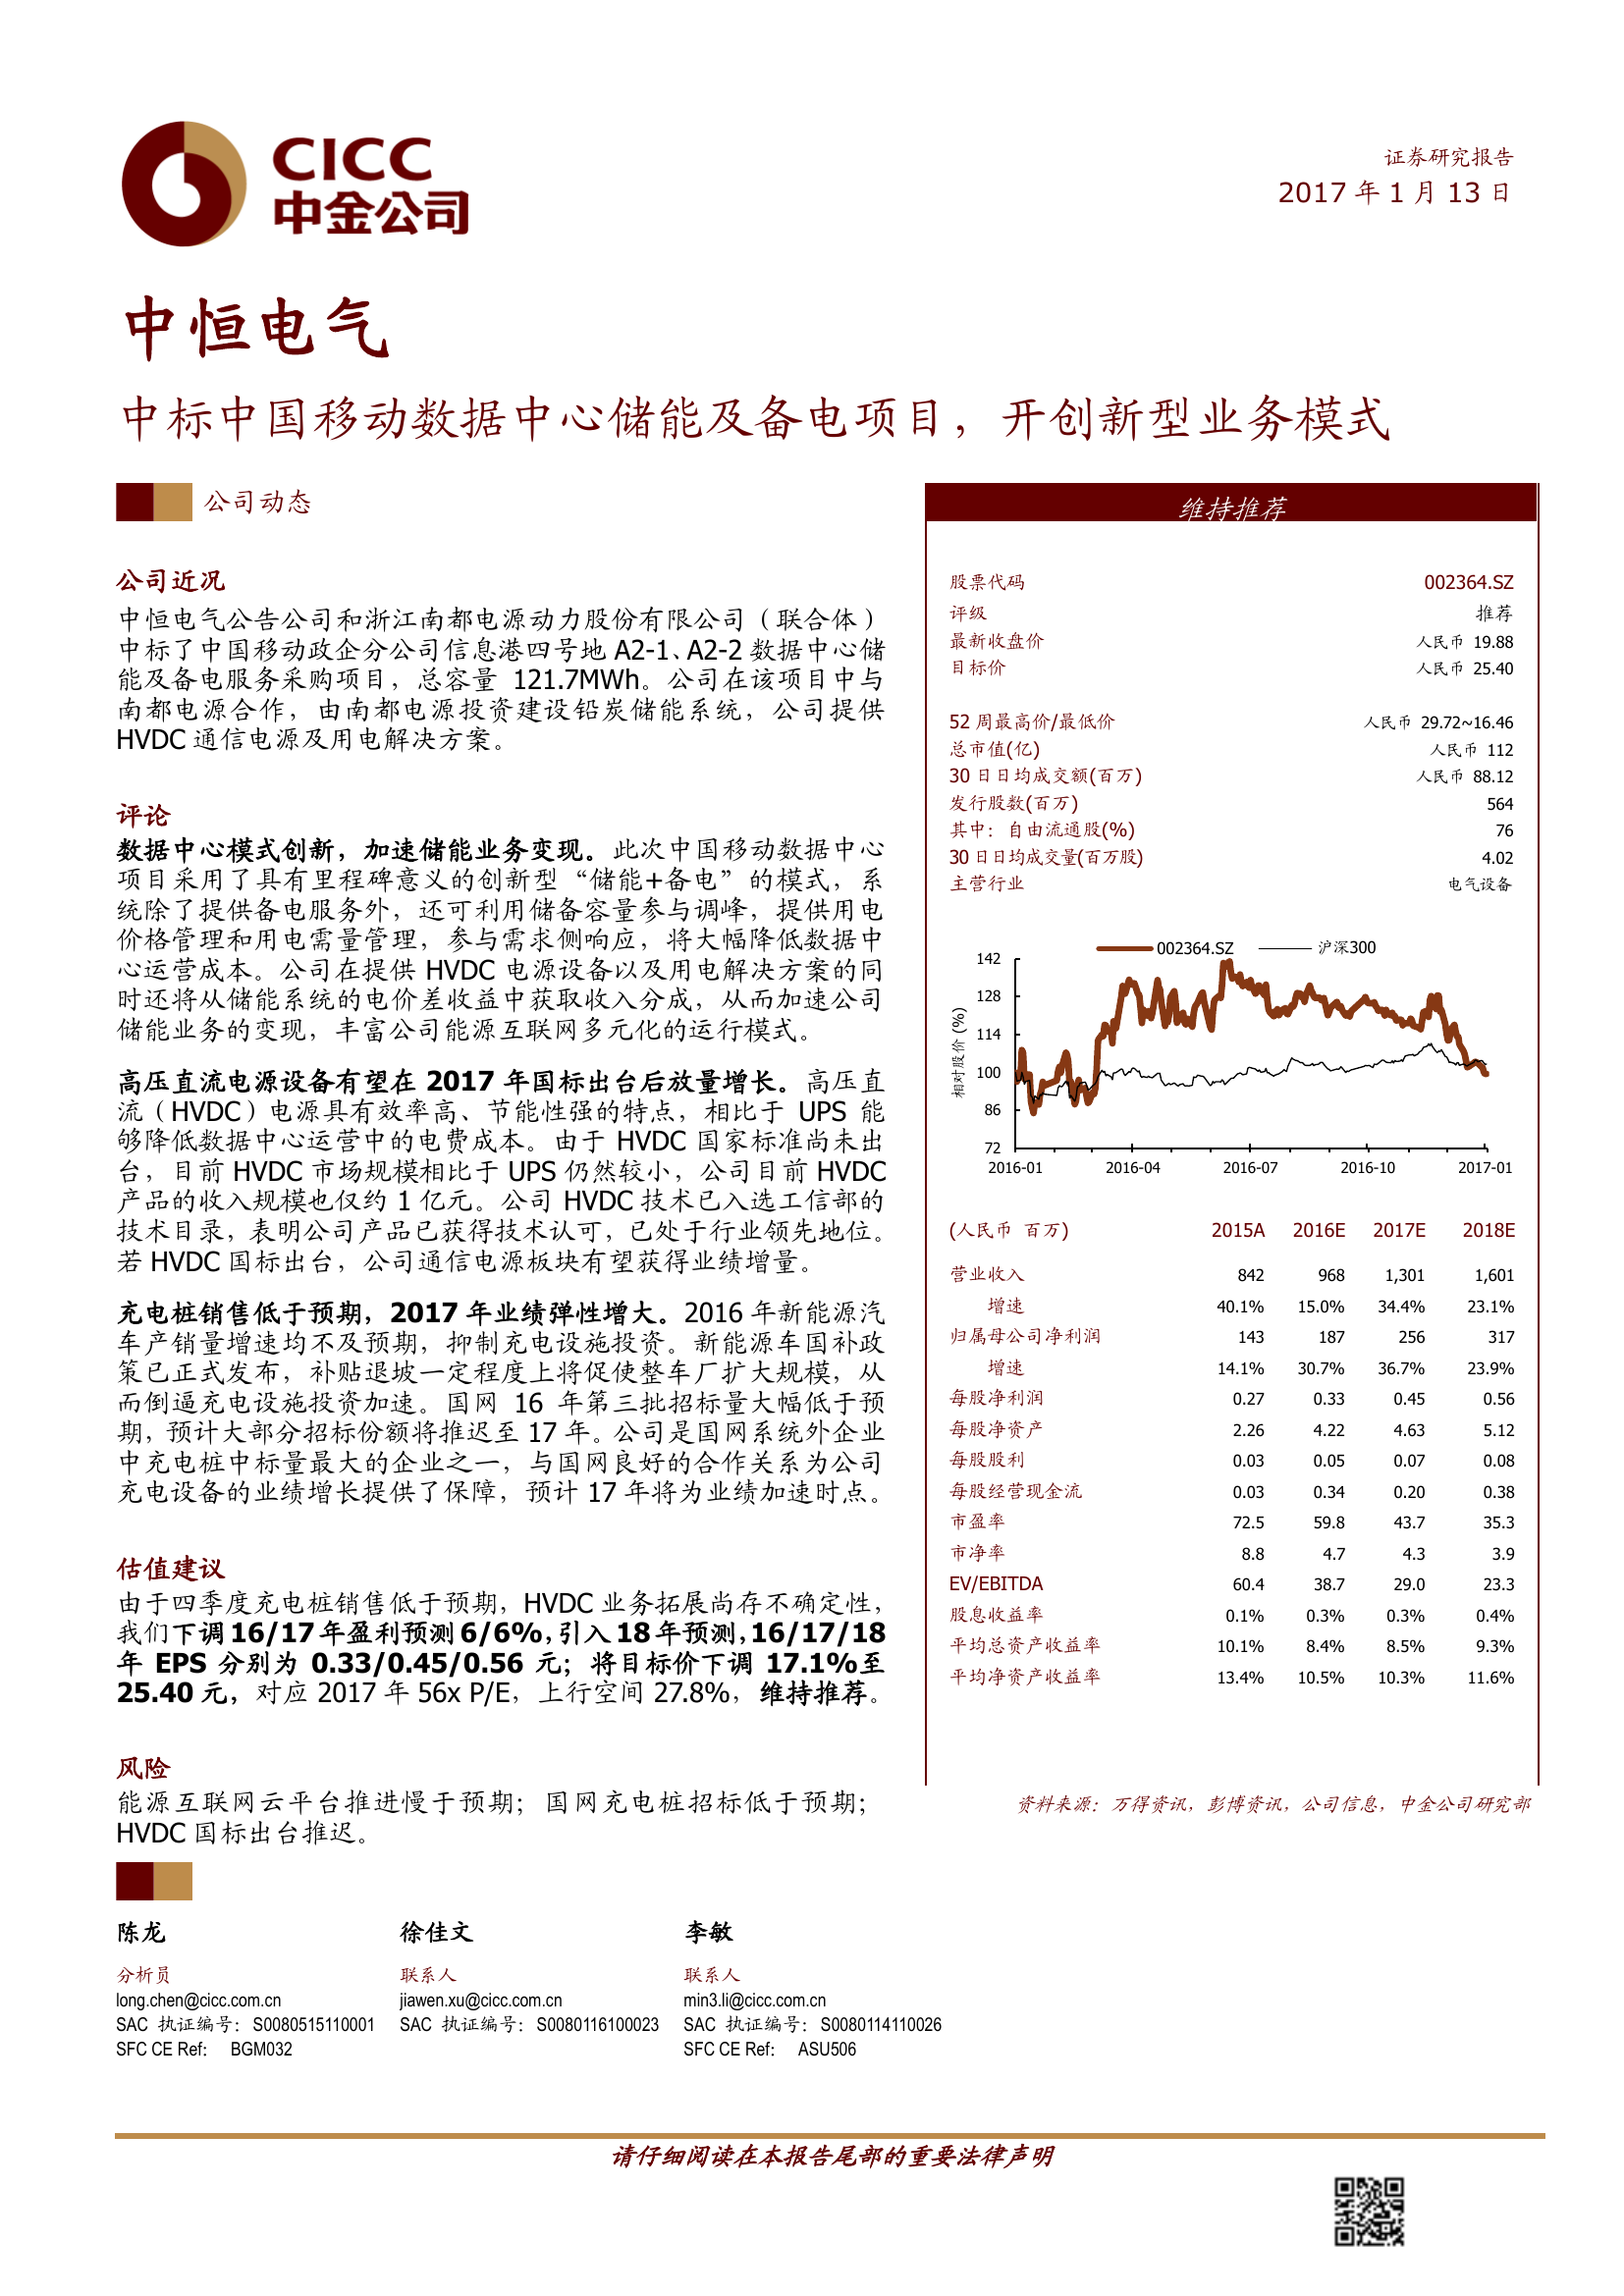 CICC
中金公司
证券研究报告
2017 年 1 月 13 日
中恒电气
中标中国移动数据中心储能及备电项目，开创新型业务模式
公司动态
公司近况
中恒电气公告公司和浙江南都电源动力股份有限公司（联合体）
中标了中国移动政企分公司信息港四号地 A2-1、A2-2 数据中心储
能及备电服务采购项目，总容量 121.7MWh。公司在该项目中与
南都电源合作，由南都电源投资建设铅炭储能系统，公司提供
HVDC 通信电源及用电解决方案。
评论
数据中心模式创新，加速储能业务变现。此次中国移动数据中心
项目采用了具有里程碑意义的创新型“储能+备电”的模式，系
统除了提供备电服务外，还可利用储备容量参与调峰，提供用电
价格管理和用电需量管理，参与需求侧响应，将大幅降低数据中
心运营成本。公司在提供 HVDC 电源设备以及用电解决方案的同
时还将从储能系统的电价差收益中获取收入分成，从而加速公司
储能业务的变现，丰富公司能源互联网多元化的运行模式。
高压直流电源设备有望在 2017 年国标出台后放量增长。高压直
流（HVDC）电源具有效率高、节能性强的特点，相比于 UPS 能
够降低数据中心运营中的电费成本。由于 HVDC 国家标准尚未出
台，目前 HVDC 市场规模相比于 UPS 仍然较小，公司目前 HVDC
产品的收入规模也仅约 1 亿元。公司 HVDC 技术已入选工信部的
技术目录，表明公司产品已获得技术认可，已处于行业领先地位。
若 HVDC 国标出台，公司通信电源板块有望获得业绩增量。
充电桩销售低于预期，2017 年业绩弹性增大。2016 年新能源汽
车产销量增速均不及预期，抑制充电设施投资。新能源车国补政
策已正式发布，补贴退坡一定程度上将促使整车厂扩大规模，从
而倒逼充电设施投资加速。国网 16 年第三批招标量大幅低于预
期，预计大部分招标份额将推迟至 17 年。公司是国网系统外企业
中充电桩中标量最大的企业之一，与国网良好的合作关系为公司
充电设备的业绩增长提供了保障，预计 17 年将为业绩加速时点。
估值建议
由于四季度充电桩销售低于预期，HVDC 业务拓展尚存不确定性，
我们下调 16/17 年盈利预测 6/6%，引入 18 年预测，16/17/18
年 EPS 分别为 0.33/0.45/0.56 元；将目标价下调 17.1%至
25.40 元，对应 2017 年 56x P/E，上行空间 27.8%，维持推荐。
风险
能源互联网云平台推进慢于预期；国网充电桩招标低于预期；
HVDC 国标出台推迟。
维持推荐
股票代码 002364.SZ
评级 推荐
最新收盘价 人民币 19.88
目标价 人民币 25.40
52 周最高价/最低价 人民币 29.72~16.46
总市值(亿) 人民币 112
30 日日均成交额(百万) 人民币 88.12
发行股数(百万) 564
其中：自由流通股(%) 76
30 日日均成交量(百万股) 4.02
主营行业 电气设备
002364.SZ 沪深300
相对股价 (%)
142
128
114
100
86
72
2016-01 2016-04 2016-07 2016-10 2017-01
(人民币 百万) 2015A 2016E 2017E 2018E
营业收入 842 968 1,301 1,601
增速 40.1% 15.0% 34.4% 23.1%
归属母公司净利润 143 187 256 317
增速 14.1% 30.7% 36.7% 23.9%
每股净利润 0.27 0.33 0.45 0.56
每股净资产 2.26 4.22 4.63 5.12
每股股利 0.03 0.05 0.07 0.08
每股经营现金流 0.03 0.34 0.20 0.38
市盈率 72.5 59.8 43.7 35.3
市净率 8.8 4.7 4.3 3.9
EV/EBITDA 60.4 38.7 29.0 23.3
股息收益率 0.1% 0.3% 0.3% 0.4%
平均总资产收益率 10.1% 8.4% 8.5% 9.3%
平均净资产收益率 13.4% 10.5% 10.3% 11.6%
资料来源：万得资讯，彭博资讯，公司信息，中金公司研究部
陈龙 徐佳文 李敏
分析员 联系人 联系人
long.chen@cicc.com.cn jiawen.xu@cicc.com.cn min3.li@cicc.com.cn
SAC 执证编号：S0080515110001 SAC 执证编号：S0080116100023 SAC 执证编号：S0080114110026
SFC CE Ref: BGM032 SFC CE Ref: ASU506
请仔细阅读在本报告尾部的重要法律声明